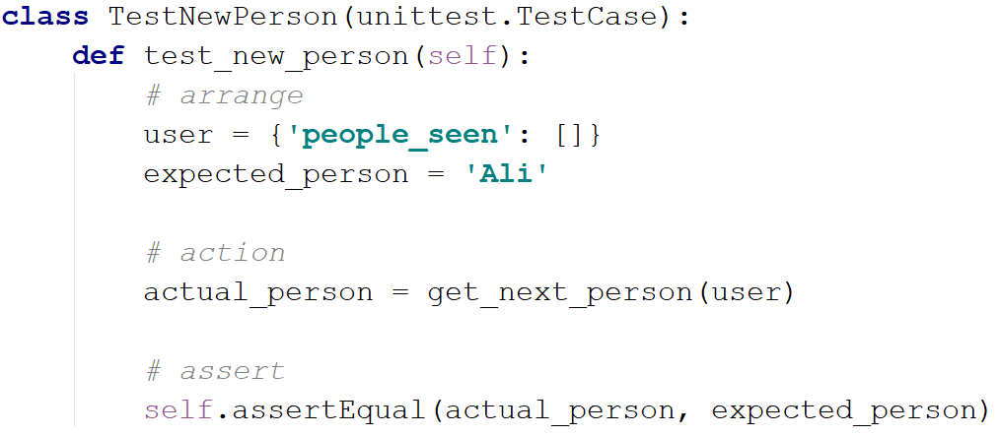 class TestNewPerson(unittest.TestCase):
    def test_new_person(self):
        # arrange
        user = {'people_seen': []}
        expected_person = 'Ali'
        # action
        actual_person = get_next_person(user)
        # assert
        self.assertEqual(actual_person, expected_person)